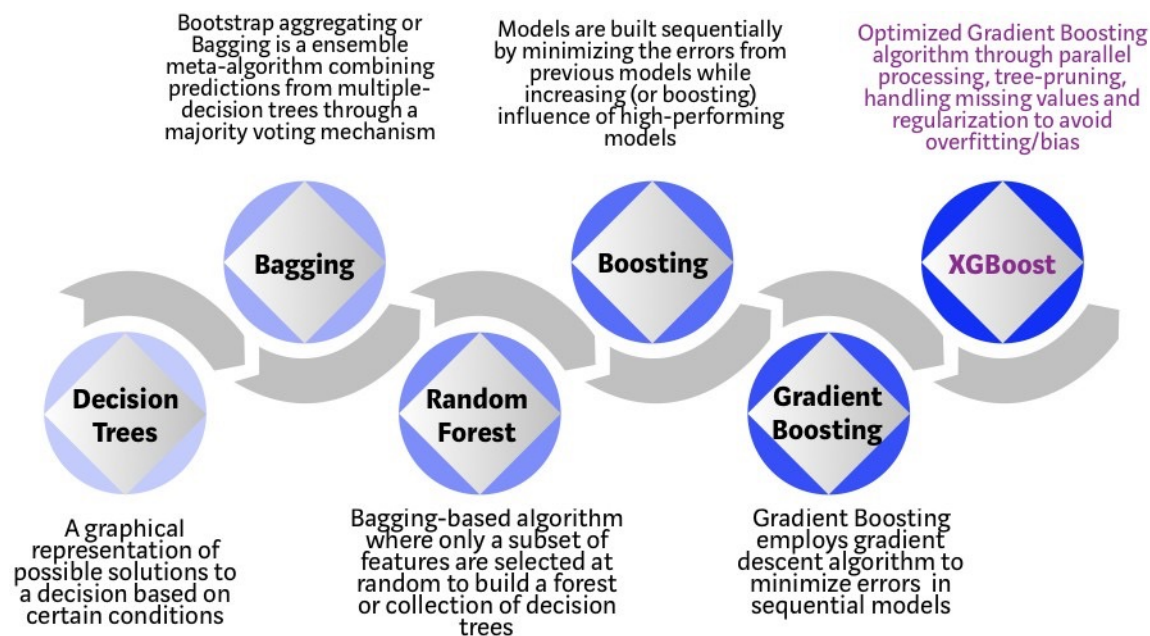 Bootstrap aggregating or
Bagging is a ensemble
meta-algorithm combining
predictions from multiple-
decision trees through a
majority voting mechanism
Models are built sequentially
by minimizing the errors from
previous models while
increasing (or boosting)
influence of high-performing
models
Optimized Gradient Boosting
algorithm through parallel
processing, tree-pruning,
handling missing values and
regularization to avoid
overfitting/bias
Bagging
Boosting
XGBoost
Decision
Trees
Random
Forest
Gradient
Boosting
A graphical
representation of
possible solutions to
a decision based on
certain conditions
Bagging-based algorithm
where only a subset of
features are selected at
random to build a forest
or collection of decision
trees
Gradient Boosting
employs gradient
descent algorithm to
minimize errors in
sequential models